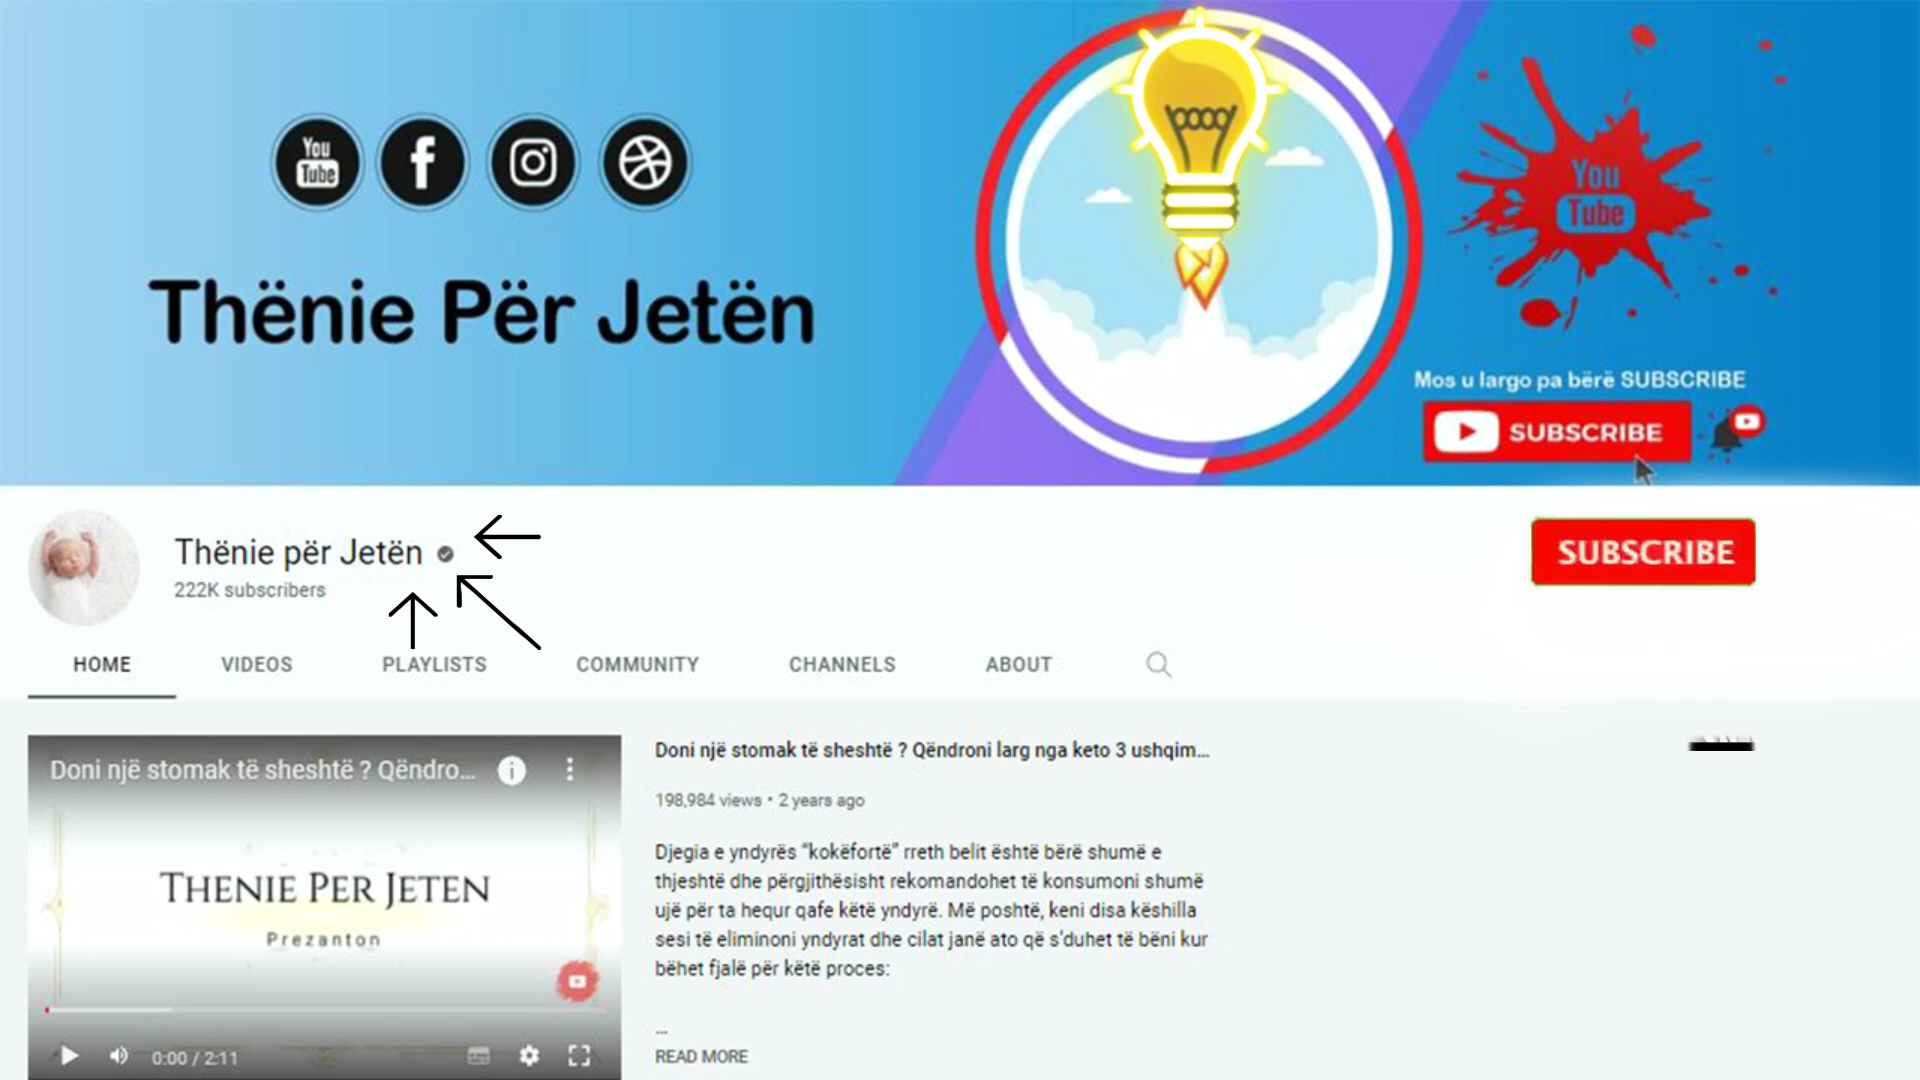 You
Tube
Thënie Për Jetën
You
Tube
Mos u largo pa bërë SUBSCRIBE
SUBSCRIBE
Thënie për Jetën
222K subscribers
SUBSCRIBE
HOME
VIDEOS
PLAYLISTS
COMMUNITY
CHANNELS
ABOUT
Doni një stomak të sheshtë ? Qëndro...
THENIE PER JETEN
Prezanton
0:00 / 2:11
Doni një stomak të sheshtë ? Qëndroni larg nga keto 3 ushqim...
198,984 views • 2 years ago
Djegia e yndyrës “kokëfortë” rreth belit është bërë shumë e
thjeshtë dhe përgjithësisht rekomandohet të konsumoni shumë
ujë për ta hequr qafe këtë yndyrë. Më poshtë, keni disa këshilla
sesi të eliminoni yndyrat dhe cilat janë ato që s'duhet të bëni kur
bëhet fjalë për këtë proces:
...
READ MORE